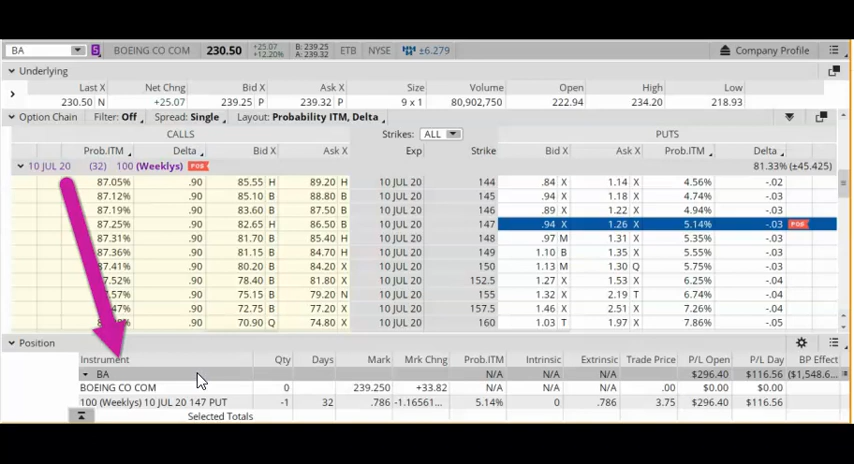 BA S BOEING CO COM 230.50 +25.07 +12.20% B: 239.25 A: 239.32 ETB NYSE ±6.279 Company Profile
Underlying
Last X Net Chng Bid X Ask X Size Volume Open High Low
230.50 N +25.07 239.25 P 239.32 P 9 x 1 80,902,750 222.94 234.20 218.93
Option Chain Filter: Off Spread: Single Layout: Probability ITM, Delta
CALLS Strikes: ALL PUTS
Prob.ITM Delta Bid X Ask X Exp Strike Bid X Ask X Prob.ITM Delta
10 JUL 20 (32) 100 (Weeklys) POS 81.33% (±45.425)
87.05% .90 85.55 H 89.20 H 10 JUL 20 144 .84 X 1.14 X 4.56% -.02
87.12% .90 85.10 B 88.80 B 10 JUL 20 145 .94 X 1.18 X 4.74% -.03
87.19% .90 83.60 B 87.50 B 10 JUL 20 146 .89 X 1.22 X 4.94% -.03
87.25% .90 82.65 H 86.50 B 10 JUL 20 147 .94 X 1.26 X 5.14% -.03 POS
87.31% .90 81.70 B 85.40 H 10 JUL 20 148 .97 M 1.31 X 5.35% -.03
87.36% .90 81.15 B 84.70 H 10 JUL 20 149 1.10 B 1.35 X 5.55% -.03
87.41% .90 80.20 B 84.20 X 10 JUL 20 150 1.13 M 1.30 Q 5.75% -.03
.52% .90 78.40 B 81.80 X 10 JUL 20 152.5 1.27 X 1.53 X 6.25% -.04
.57% .90 75.15 B 79.20 N 10 JUL 20 155 1.32 X 2.19 T 6.74% -.04
.47% .90 72.75 B 77.20 X 10 JUL 20 157.5 1.46 X 2.51 X 7.26% -.04
.32% .90 70.90 Q 74.80 X 10 JUL 20 160 1.03 T 1.97 X 7.86% -.05
Position
Instrument Qty Days Mark Mrk Chng Prob.ITM Intrinsic Extrinsic Trade Price P/L Open P/L Day BP Effect
BA N/A N/A N/A $296.40 $116.56 ($1,548.6...
BOEING CO COM 0 239.250 +33.82 N/A N/A N/A .00 $0.00 $0.00
100 (Weeklys) 10 JUL 20 147 PUT -1 32 .786 -1.16561... 5.14% 0 .786 3.75 $296.40 $116.56
Selected Totals